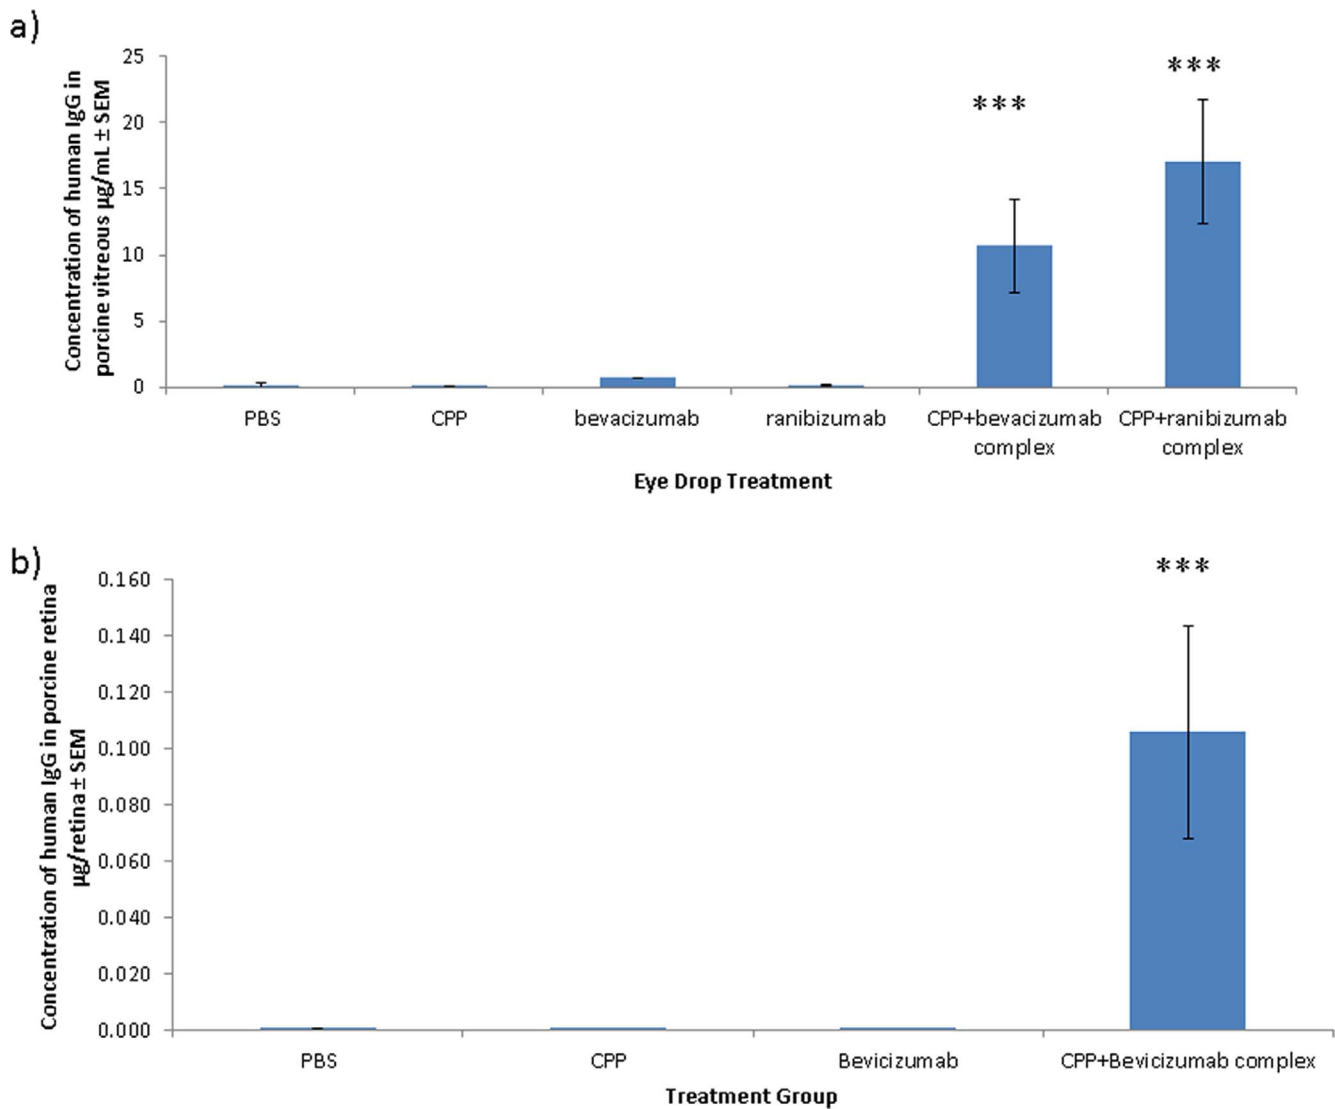 a)
Concentration of human IgG in
porcine vitreous µg/mL ± SEM
25
20
15
10
5
0
***
***
PBS
CPP
bevacizumab
ranibizumab
CPP+bevacizumab
complex
CPP+ranibizumab
complex
Eye Drop Treatment
b)
Concentration of human IgG in porcine retina
µg/retina ± SEM
0.160
0.140
0.120
0.100
0.080
0.060
0.040
0.020
0.000
***
PBS
CPP
Bevicizumab
CPP+Bevicizumab complex
Treatment Group